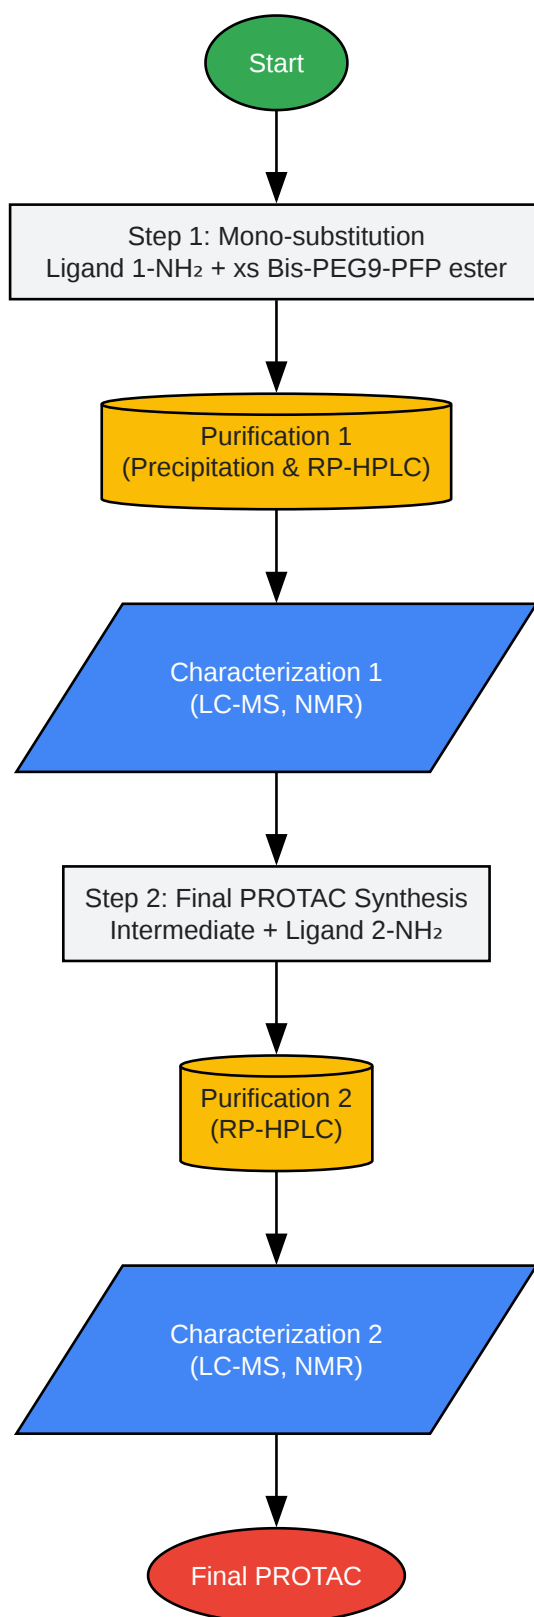 Start
Step 1: Mono-substitution
Ligand 1-NH₂ + xs Bis-PEG9-PFP ester
Purification 1
(Precipitation & RP-HPLC)
Characterization 1
(LC-MS, NMR)
Step 2: Final PROTAC Synthesis
Intermediate + Ligand 2-NH₂
Purification 2
(RP-HPLC)
Characterization 2
(LC-MS, NMR)
Final PROTAC